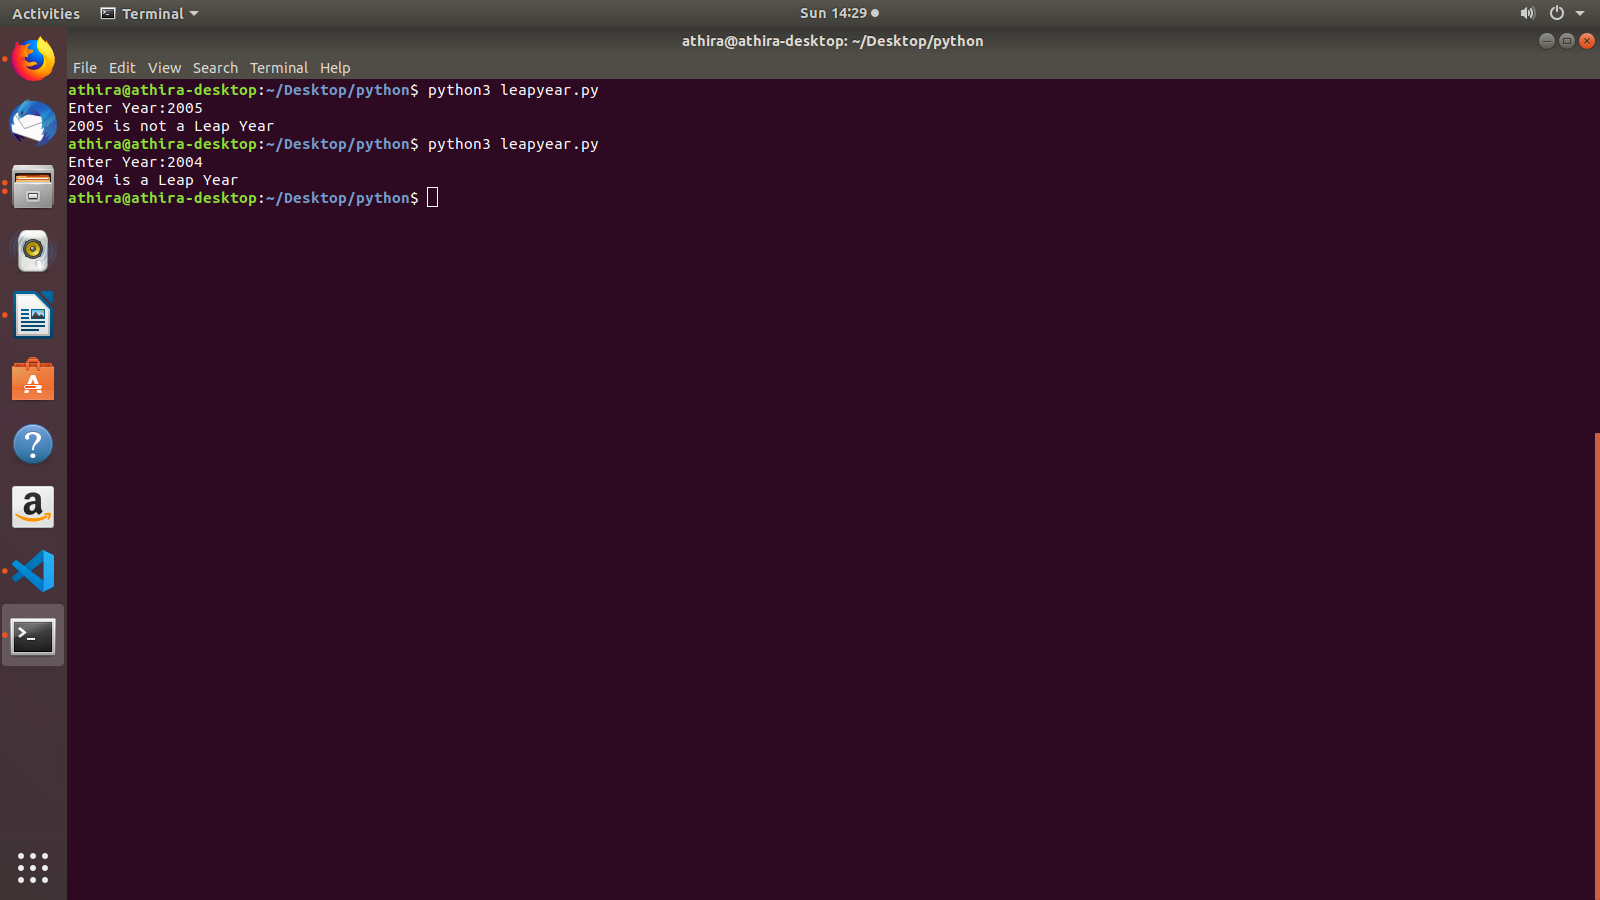 Activities Terminal Sun 14:29
athira@athira-desktop: ~/Desktop/python
File Edit View Search Terminal Help
athira@athira-desktop:~/Desktop/python$ python3 leapyear.py
Enter Year:2005
2005 is not a Leap Year
athira@athira-desktop:~/Desktop/python$ python3 leapyear.py
Enter Year:2004
2004 is a Leap Year
athira@athira-desktop:~/Desktop/python$